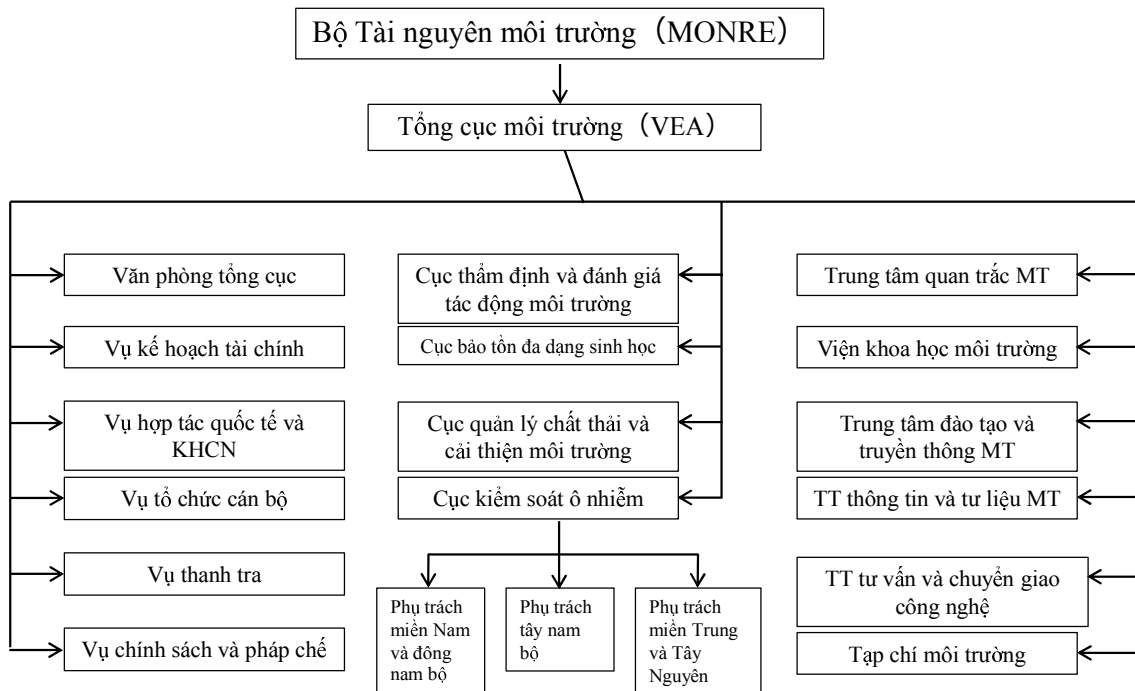 Bộ Tài nguyên môi trường（MONRE）
Tổng cục môi trường（VEA）
Văn phòng tổng cục
Vụ kế hoạch tài chính
Vụ hợp tác quốc tế và
KHCN
Vụ tổ chức cán bộ
Vụ thanh tra
Vụ chính sách và pháp chế
Cục thẩm định và đánh giá
tác động môi trường
Cục bảo tồn đa dạng sinh học
Cục quản lý chất thải và
cải thiện môi trường
Cục kiểm soát ô nhiễm
Phụ trách
miền Nam
và đông
nam bộ
Phụ trách
tây nam
bộ
Phụ trách
miền Trung
và Tây
Nguyên
Trung tâm quan trắc MT
Viện khoa học môi trường
Trung tâm đào tạo và
truyền thông MT
TT thông tin và tư liệu MT
TT tư vấn và chuyển giao
công nghệ
Tạp chí môi trường